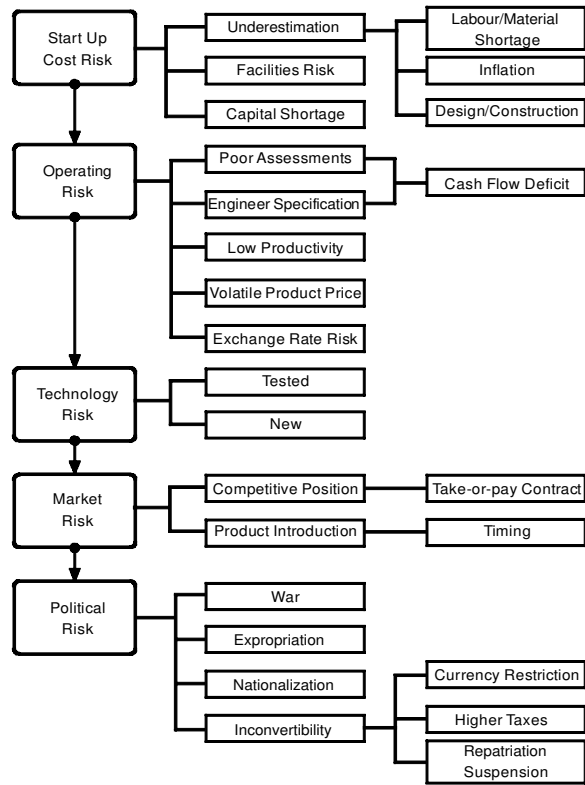 Start Up
Cost Risk
Underestimation
Labour/Material
Shortage
Facilities Risk
Inflation
Capital Shortage
Design/Construction
Operating
Risk
Poor Assessments
Cash Flow Deficit
Engineer Specification
Low Productivity
Volatile Product Price
Exchange Rate Risk
Technology
Risk
Tested
New
Market
Risk
Competitive Position
Take-or-pay Contract
Product Introduction
Timing
Political
Risk
War
Expropriation
Nationalization
Inconvertibility
Currency Restriction
Higher Taxes
Repatriation
Suspension